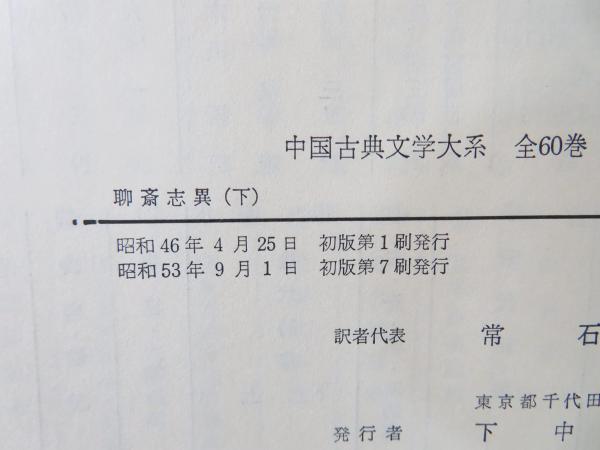 中国古典文学大系 全60巻
聊斎志異(下)
昭和46年4月25日 初版第1刷発行
昭和53年9月1日 初版第7刷発行
訳者代表 常石
東京都千代田
発行者 下中